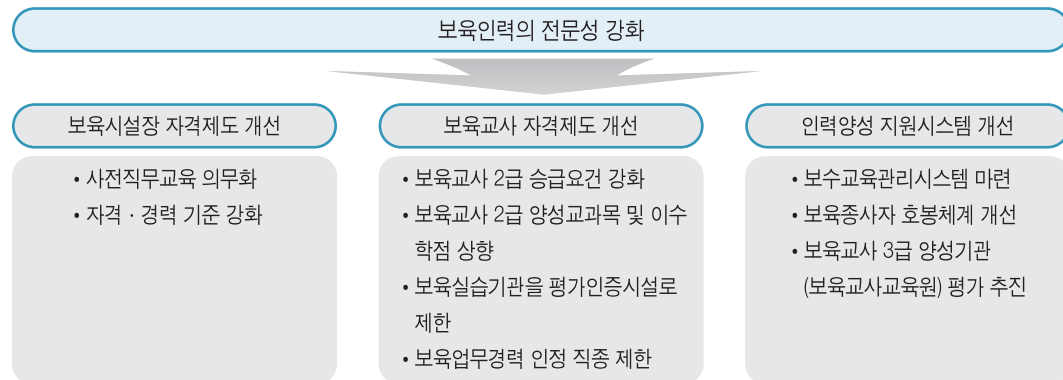 보육인력의 전문성 강화
보육시설장 자격제도 개선
• 사전직무교육 의무화
• 자격 · 경력 기준 강화
보육교사 자격제도 개선
• 보육교사 2급 승급요건 강화
• 보육교사 2급 양성교과목 및 이수
학점 상향
• 보육실습기관을 평가인증시설로
제한
• 보육업무경력 인정 직종 제한
인력양성 지원시스템 개선
• 보수교육관리시스템 마련
• 보육종사자 호봉체계 개선
• 보육교사 3급 양성기관
(보육교사교육원) 평가 추진